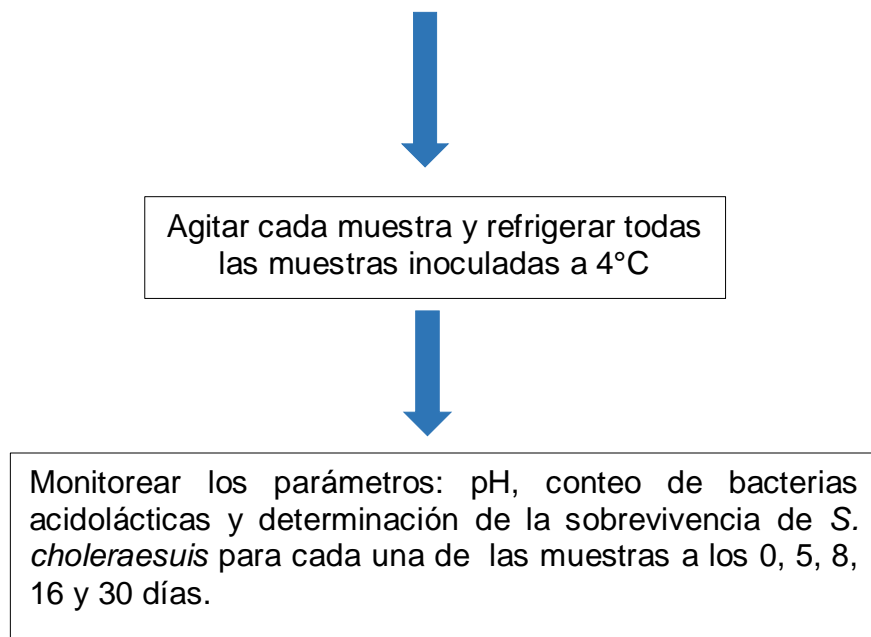 Agitar cada muestra y refrigerar todas
las muestras inoculadas a 4°C
Monitorear los parámetros: pH, conteo de bacterias
acidolácticas y determinación de la sobrevivencia de S.
choleraesuis para cada una de las muestras a los 0, 5, 8,
16 y 30 días.